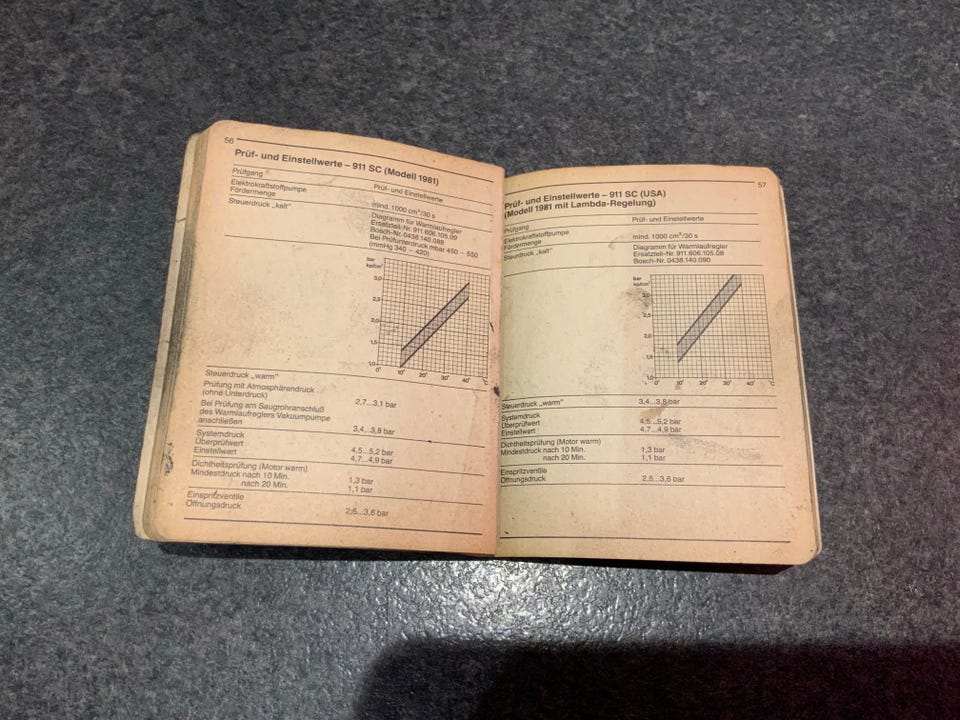 56
Prüf- und Einstellwerte – 911 SC (Modell 1981)
Prüfgang Prüf- und Einstellwerte
Elektrokraftstoffpumpe
Fördermenge mind. 1000 cm³/30 s
Steuerdruck „kalt" Diagramm für Warmlaufregler
Ersatzteil-Nr. 911.606.105.09
Bosch-Nr. 0438.140.089
Bei Prüfunterdruck mbar 450 – 550
(mmHg 340 – 420)
bar
3,0
2,5
2,0
1,5
1,0
0° 10° 20° 30° 40° °C
Steuerdruck „warm"
Prüfung mit Atmosphärendruck
(ohne Unterdruck) 2,7...3,1 bar
Bei Prüfung am Saugrohranschluß
des Warmlaufreglers Vakuumpumpe
anschließen 3,4...3,8 bar
Systemdruck
Überprüfwert 4,5...5,2 bar
Einstellwert 4,7...4,9 bar
Dichtheitsprüfung (Motor warm)
Mindestdruck nach 10 Min. 1,3 bar
nach 20 Min. 1,1 bar
Einspritzventile
Öffnungsdruck 2,5...3,6 bar
57
Prüf- und Einstellwerte – 911 SC (USA)
(Modell 1981 mit Lambda-Regelung)
Prüfgang Prüf- und Einstellwerte
Elektrokraftstoffpumpe
Fördermenge mind. 1000 cm³/30 s
Steuerdruck „kalt" Diagramm für Warmlaufregler
Ersatzteil-Nr. 911.606.105.08
Bosch-Nr. 0438.140.090
bar
3,0
2,5
2,0
1,5
1,0
0° 10° 20° 30° 40° °C
Steuerdruck „warm" 3,4...3,8 bar
Systemdruck
Überprüfwert 4,5...5,2 bar
Einstellwert 4,7...4,9 bar
Dichtheitsprüfung (Motor warm)
Mindestdruck nach 10 Min. 1,3 bar
nach 20 Min. 1,1 bar
Einspritzventile
Öffnungsdruck 2,5...3,6 bar